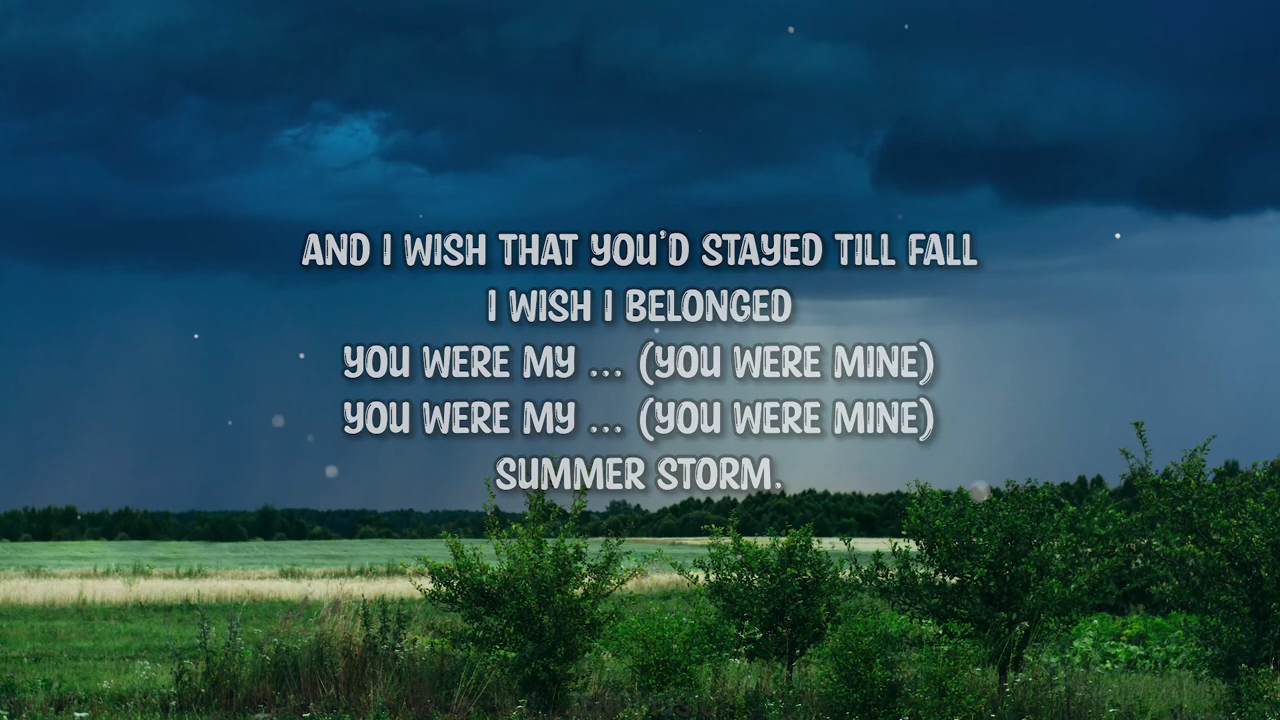 AND I WISH THAT YOU'D STAYED TILL FALL
I WISH I BELONGED
YOU WERE MY ... (YOU WERE MINE)
YOU WERE MY ... (YOU WERE MINE)
SUMMER STORM.